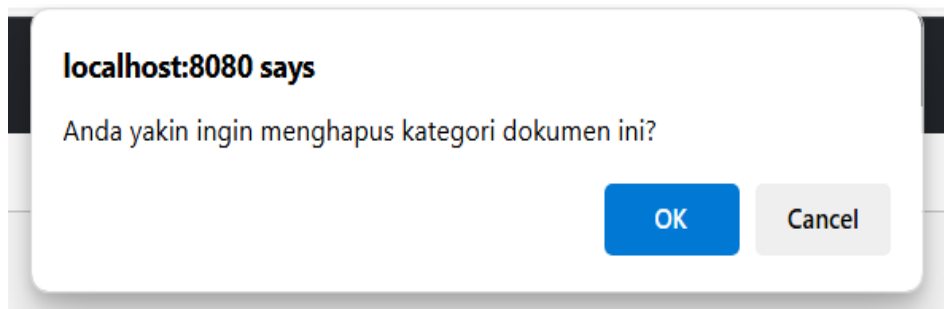 localhost:8080 says
Anda yakin ingin menghapus kategori dokumen ini?
OK
Cancel